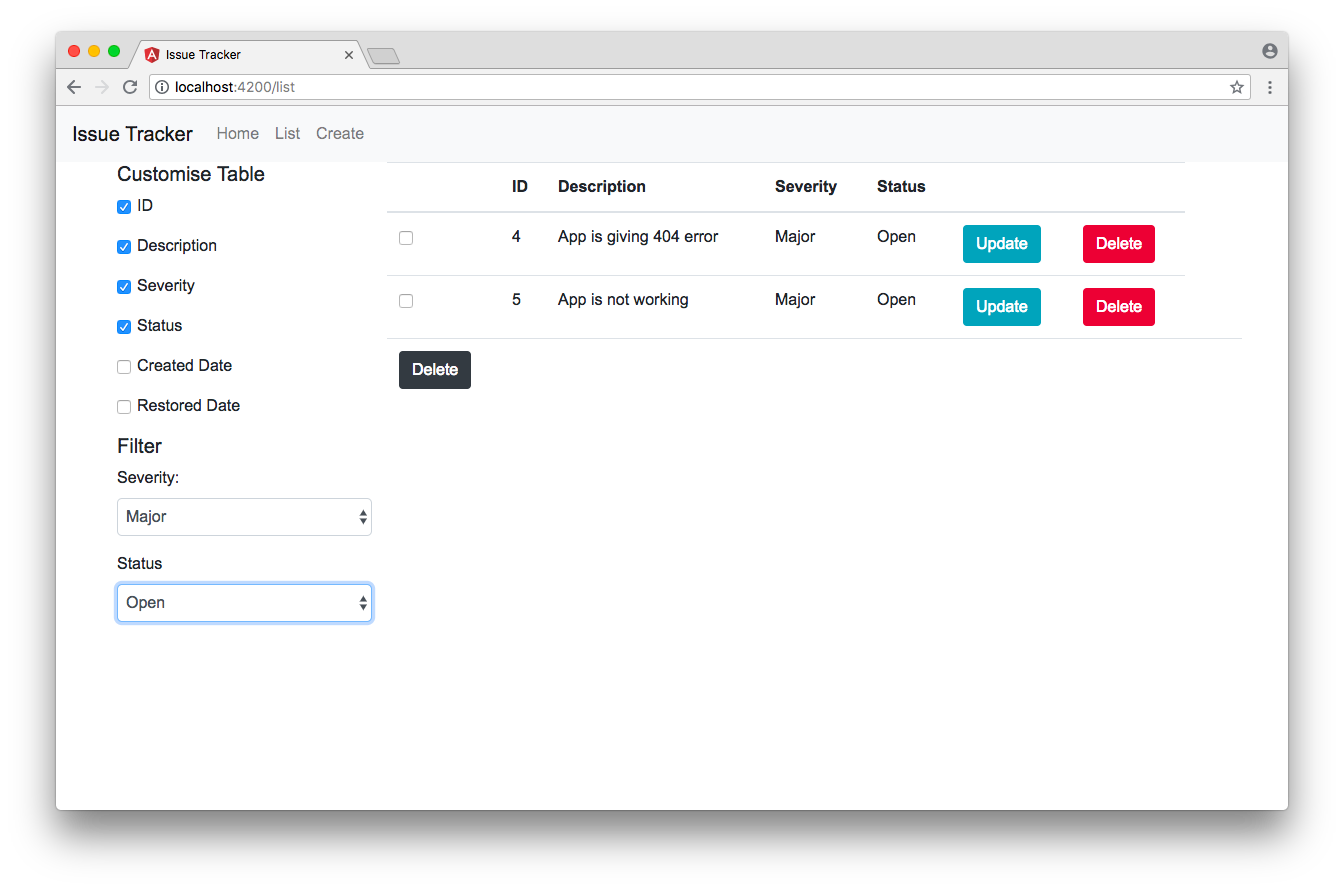 Issue Tracker
localhost:4200/list
Issue Tracker Home List Create
Customise Table
ID
Description
Severity
Status
Created Date
Restored Date
Filter
Severity:
Major
Status
Open
ID Description Severity Status
4 App is giving 404 error Major Open Update Delete
5 App is not working Major Open Update Delete
Delete